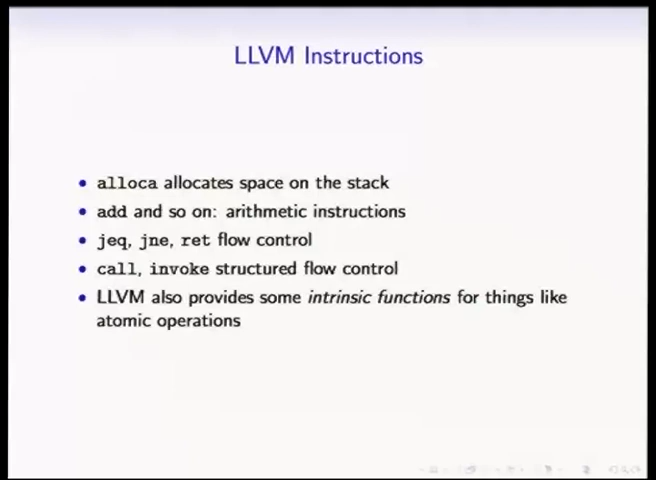 LLVM Instructions
• alloca allocates space on the stack
• add and so on: arithmetic instructions
• jeq, jne, ret flow control
• call, invoke structured flow control
• LLVM also provides some intrinsic functions for things like
atomic operations